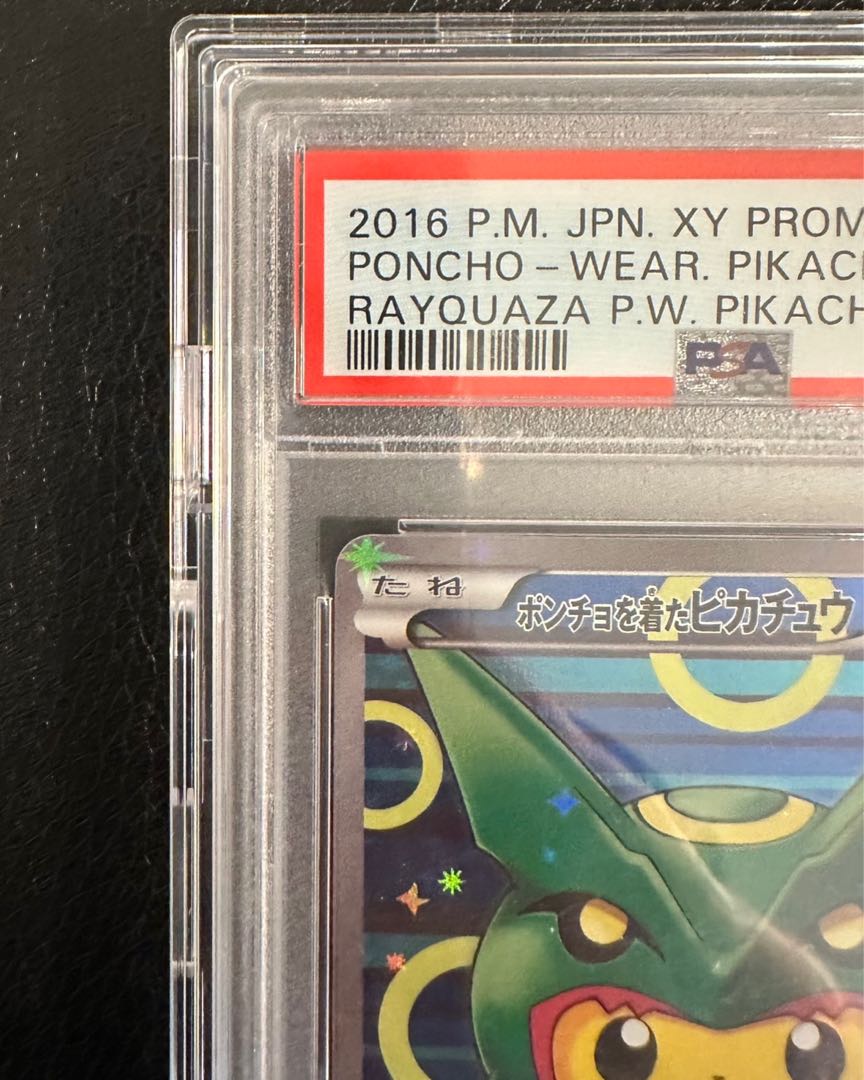 2016 P.M. JPN. XY PROM
PONCHO-WEAR. PIKACH
RAYQUAZA P.W. PIKACH
PSA
たね
ポンチョを着たピカチュウ